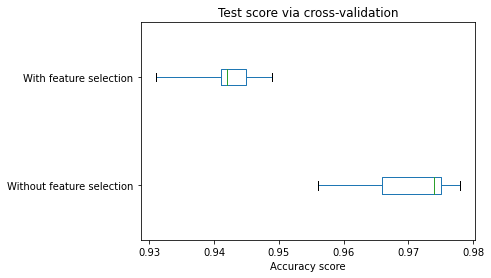 Test score via cross-validation
With feature selection
Without feature selection
0.93 0.94 0.95 0.96 0.97 0.98
Accuracy score